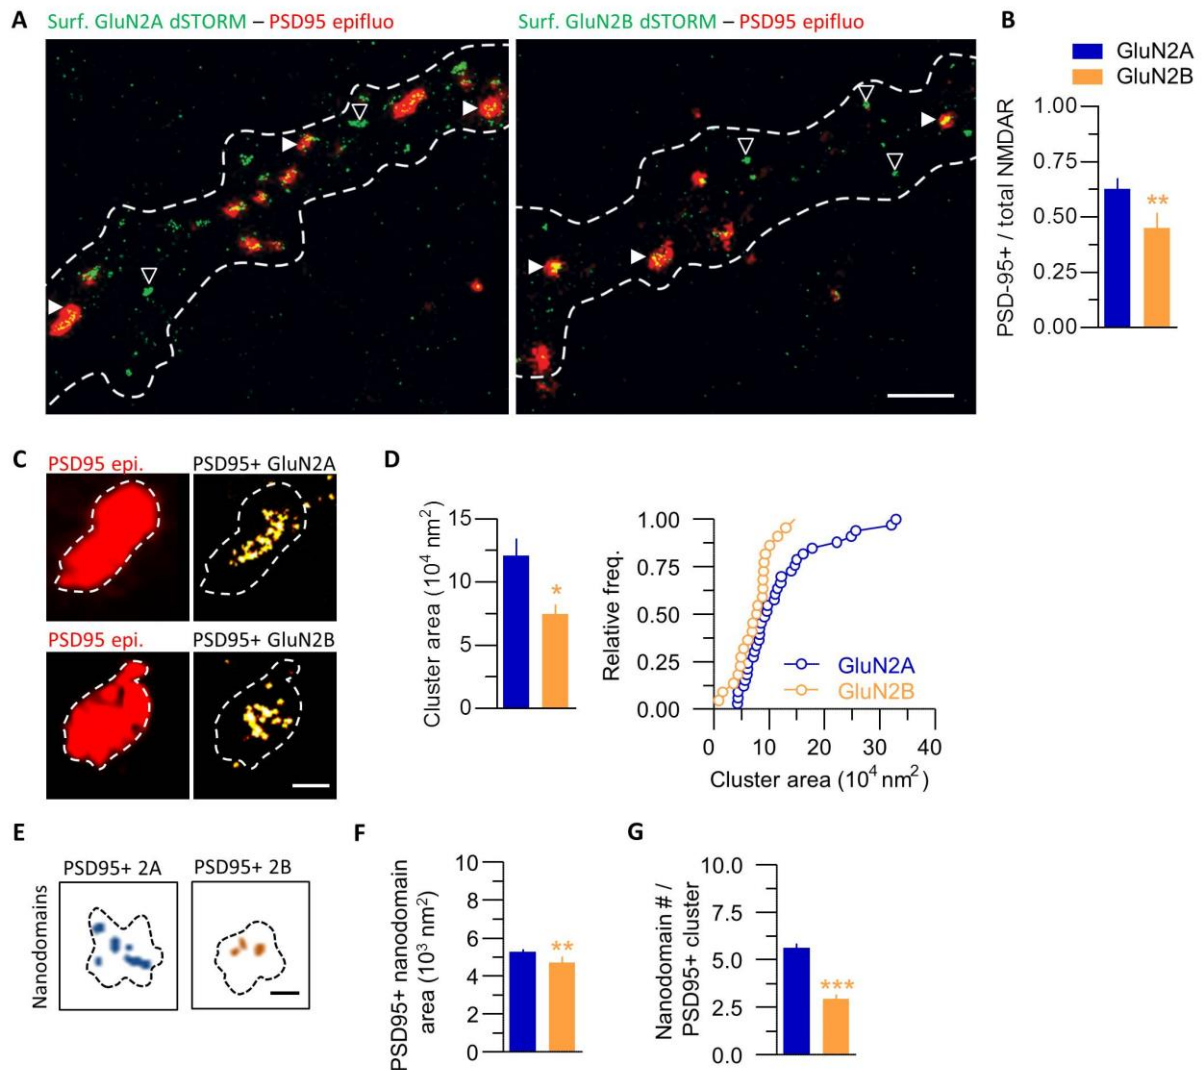 A
Surf. GluN2A dSTORM – PSD95 epifluo
Surf. GluN2B dSTORM – PSD95 epifluo
B
GluN2A
GluN2B
PSD-95+ / total NMDAR
1.00
0.75
0.50
0.25
0.00
**
C
PSD95 epi.
PSD95+ GluN2A
PSD95 epi.
PSD95+ GluN2B
D
Cluster area (10⁴ nm²)
15
10
5
0
*
Relative freq.
1.00
0.75
0.50
0.25
0.00
GluN2A
GluN2B
0 10 20 30 40
Cluster area (10⁴ nm²)
E
PSD95+ 2A
PSD95+ 2B
Nanodomains
F
PSD95+ nanodomain
area (10³ nm²)
10
8
6
4
2
0
**
G
Nanodomain # /
PSD95+ cluster
10.0
7.5
5.0
2.5
0.0
***